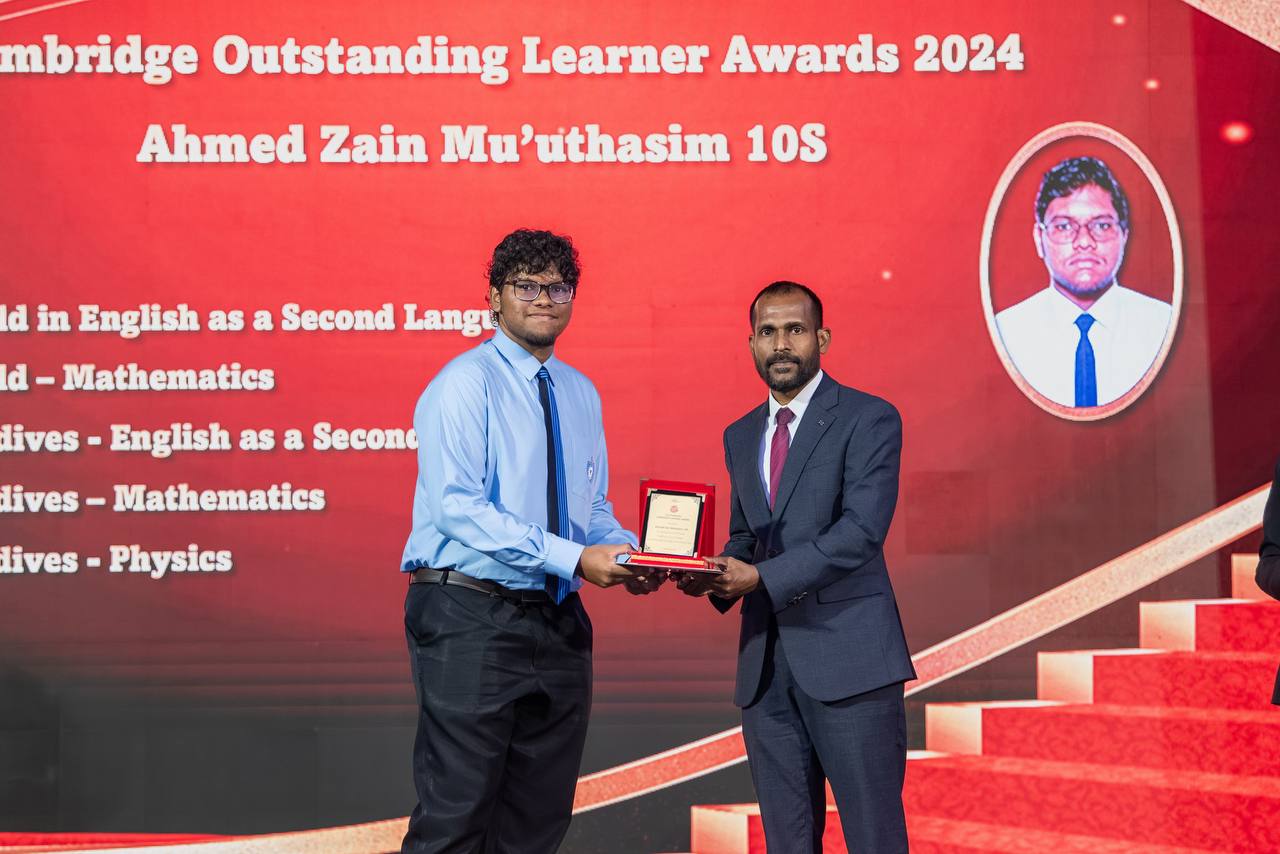 mbridge Outstanding Learner Awards 2024
Ahmed Zain Mu’uthasim 10S
ld in English as a Second Langu
ld – Mathematics
dives - English as a Second
dives – Mathematics
dives - Physics